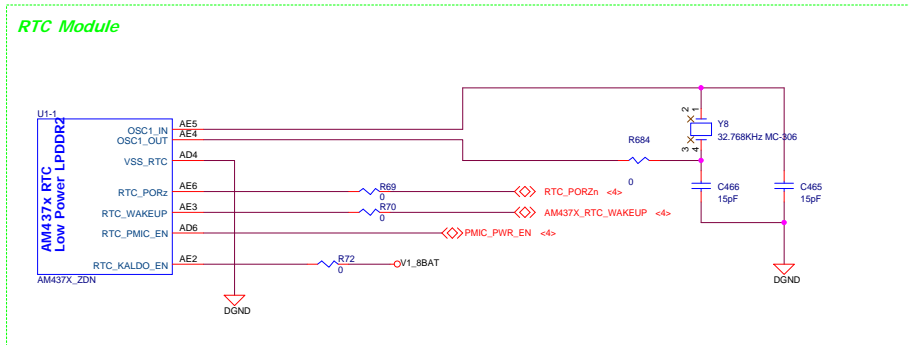 RTC Module
U1-1
AM437x RTC
Low Power LPDDR2
OSC1_IN AE5
OSC1_OUT AE4
VSS_RTC AD4
RTC_PORz AE6
RTC_WAKEUP AE3
RTC_PMIC_EN AD6
RTC_KALDO_EN AE2
AM437X_ZDN
R69
0
RTC_PORZn <4>
R70
0
AM437X_RTC_WAKEUP <4>
PMIC_PWR_EN <4>
R72
0
V1_8BAT
DGND
R684
0
2 1
Y8
32.768KHz MC-306
3 4
C466
15pF
C465
15pF
DGND